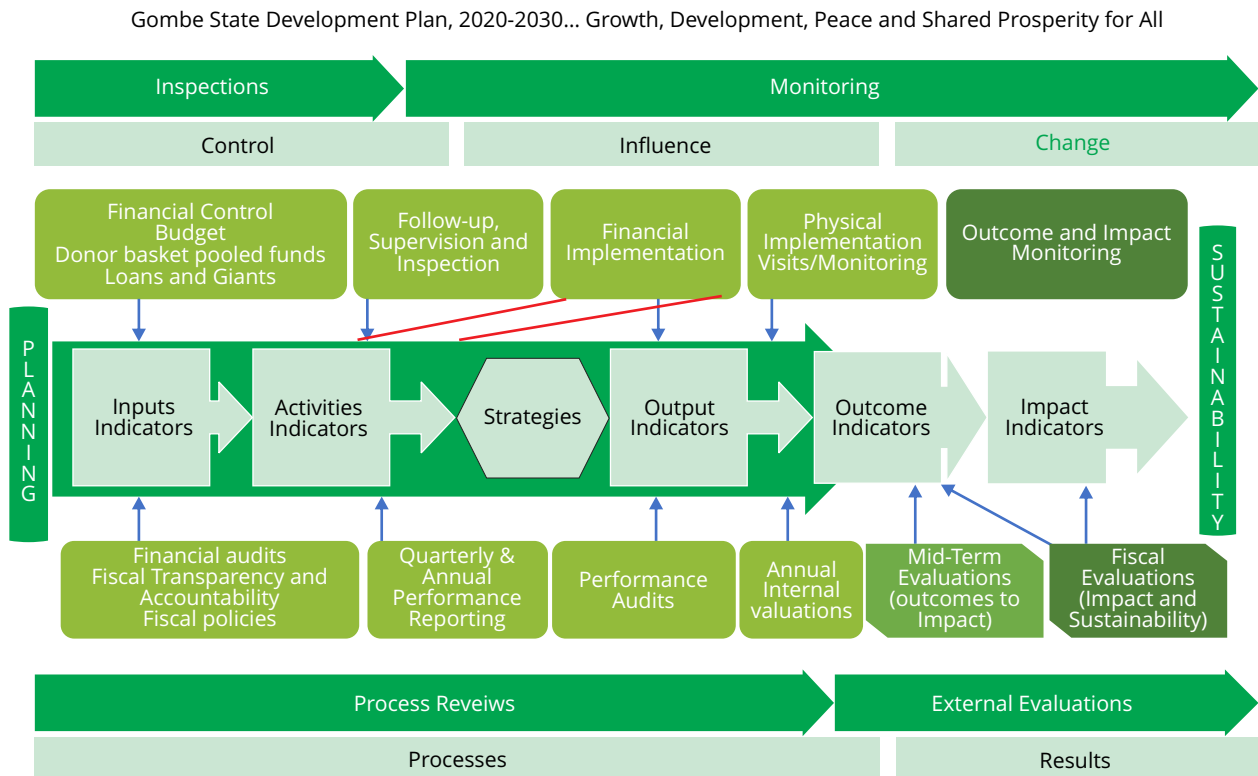 Gombe State Development Plan, 2020-2030... Growth, Development, Peace and Shared Prosperity for All
Inspections
Monitoring
Control
Influence
Change
Financial Control
Budget
Donor basket pooled funds
Loans and Giants
Follow-up,
Supervision and
Inspection
Financial
Implementation
Physical
Implementation
Visits/Monitoring
Outcome and Impact
Monitoring
PLANNING
Inputs
Indicators
Activities
Indicators
Strategies
Output
Indicators
Outcome
Indicators
Impact
Indicators
SUSTAINABILITY
Financial audits
Fiscal Transparency and
Accountability
Fiscal policies
Quarterly &
Annual
Performance
Reporting
Performance
Audits
Annual
Internal
valuations
Mid-Term
Evaluations
(outcomes to
Impact)
Fiscal
Evaluations
(Impact and
Sustainability)
Process Reveiws
External Evaluations
Processes
Results